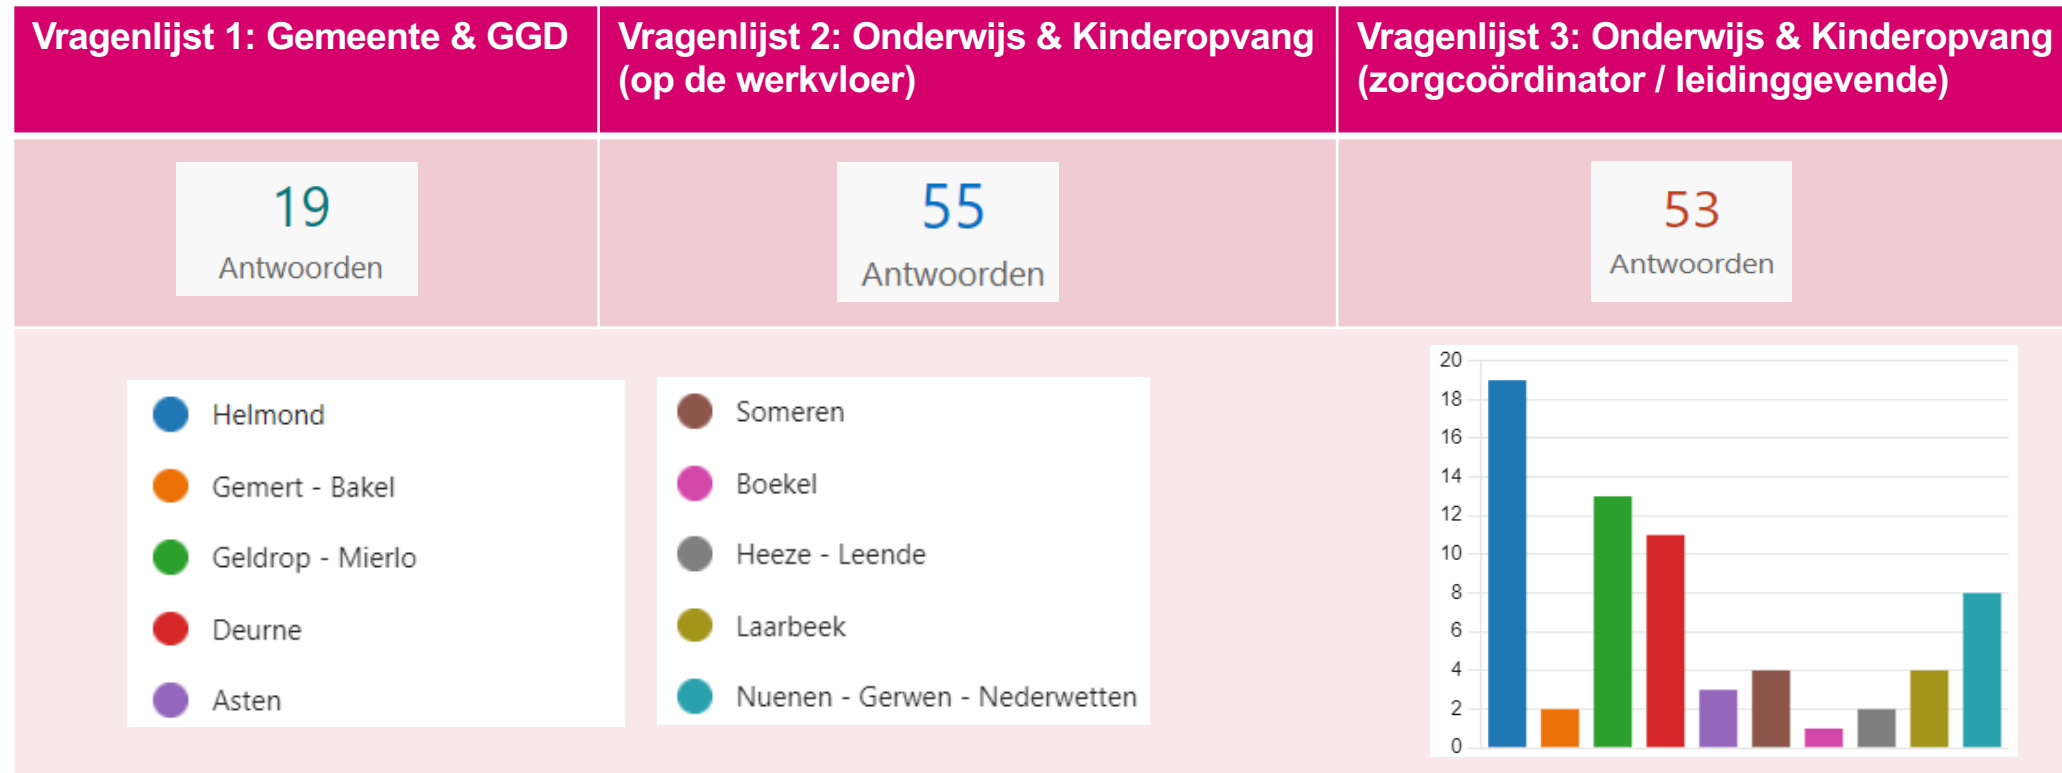 Vragenlijst 1: Gemeente & GGD
Vragenlijst 2: Onderwijs & Kinderopvang
(op de werkvloer)
Vragenlijst 3: Onderwijs & Kinderopvang
(zorgcoördinator / leidinggevende)
19
Antwoorden
55
Antwoorden
53
Antwoorden
Helmond
Gemert - Bakel
Geldrop - Mierlo
Deurne
Asten
Someren
Boekel
Heeze - Leende
Laarbeek
Nuenen - Gerwen - Nederwetten
20
18
16
14
12
10
8
6
4
2
0